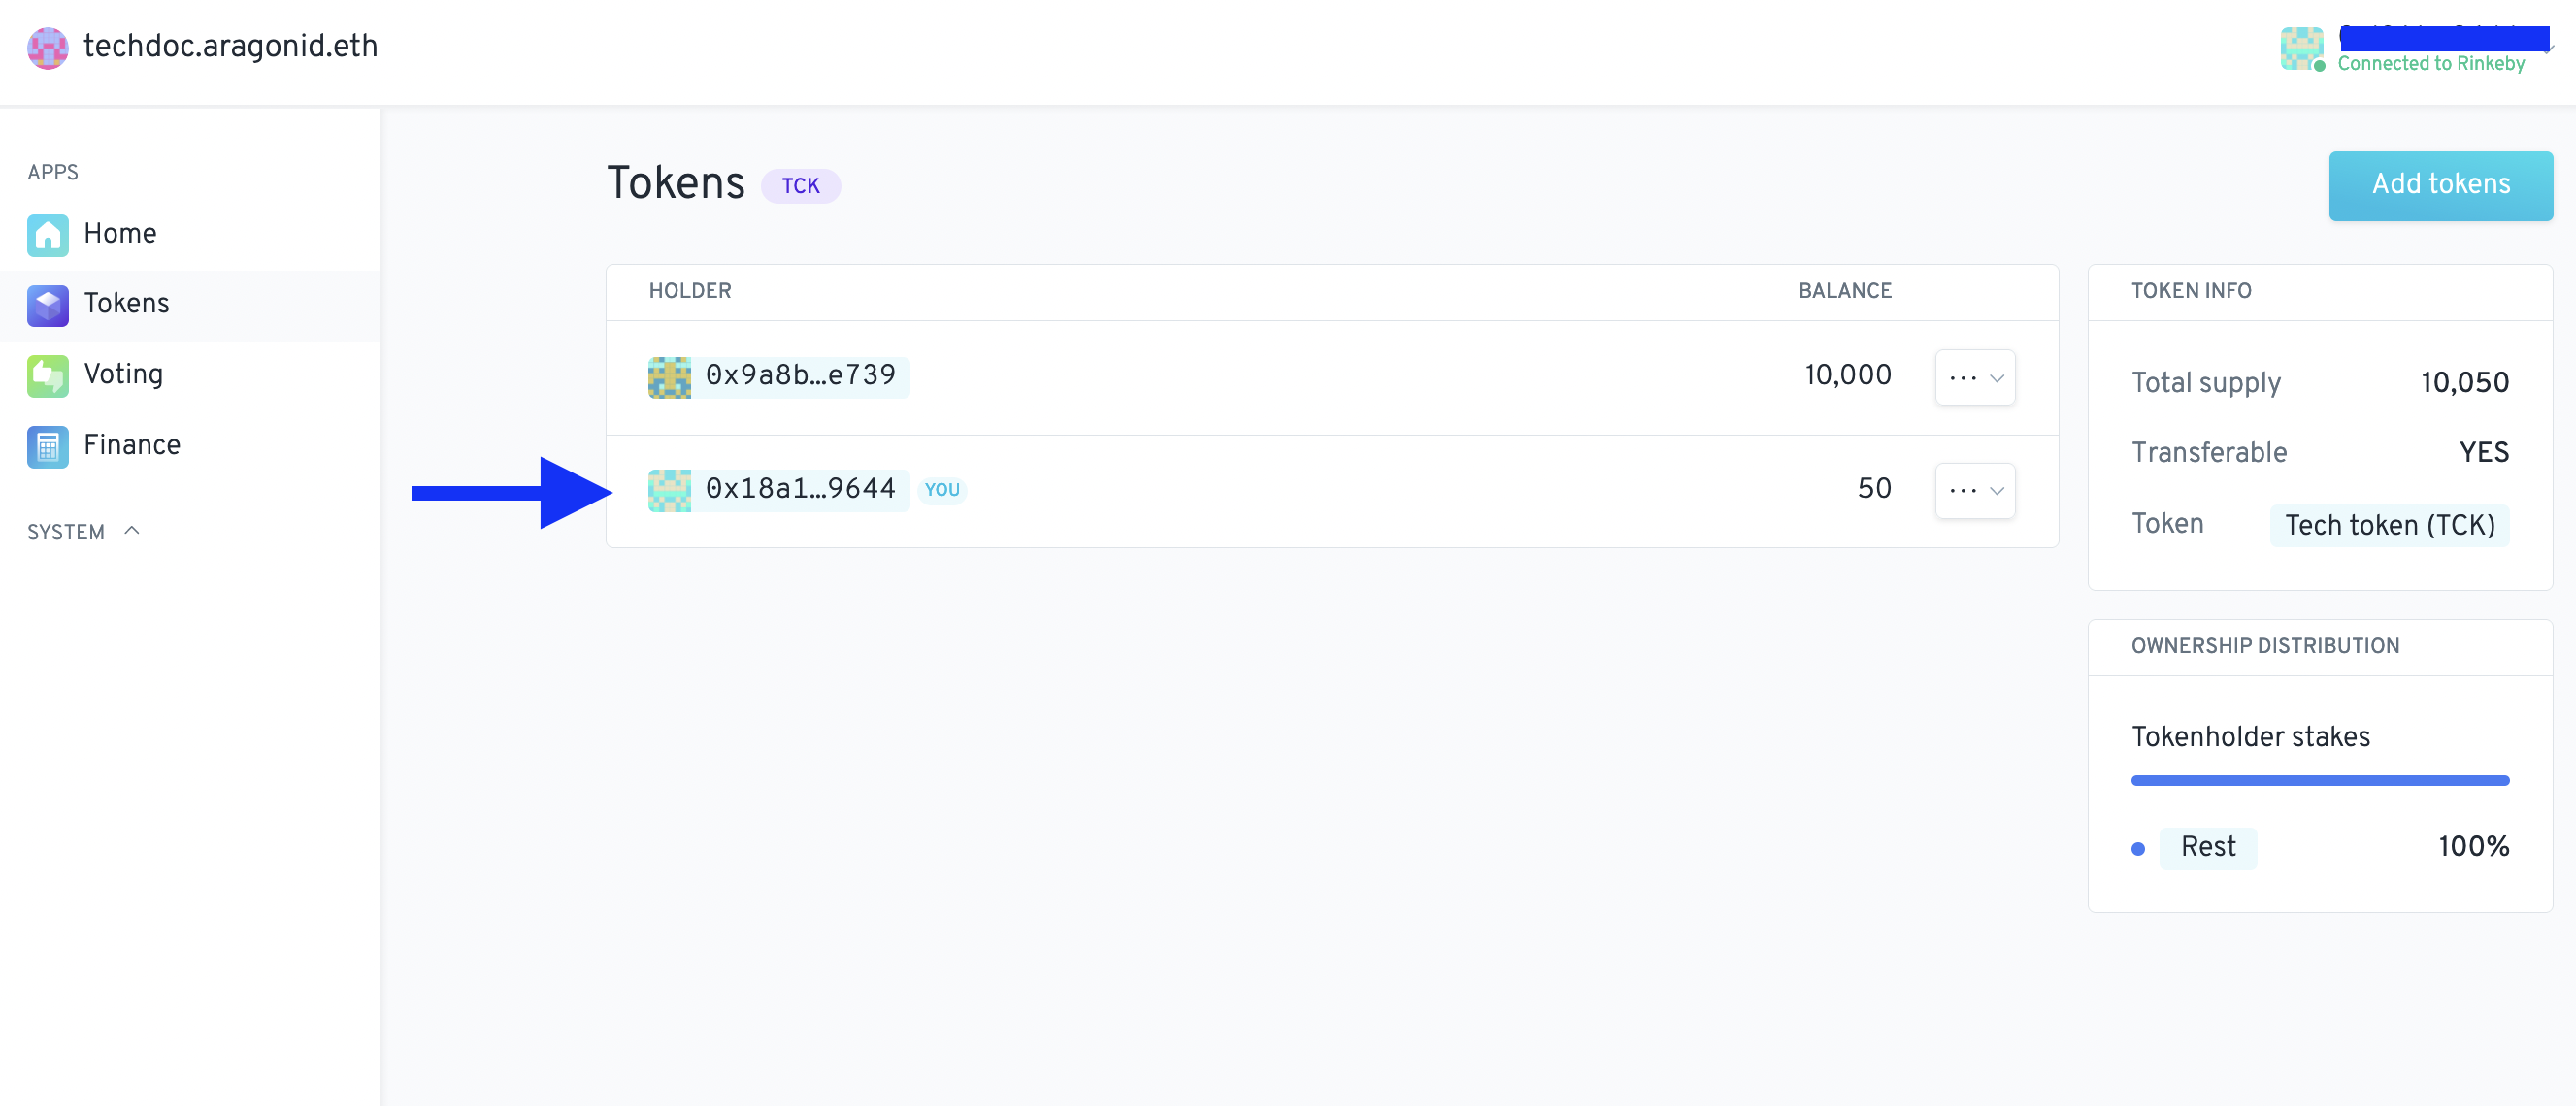 techdoc.aragonid.eth
Connected to Rinkeby
APPS
Home
Tokens
Voting
Finance
SYSTEM
Tokens TCK
Add tokens
HOLDER BALANCE
0x9a8b…e739 10,000
0x18a1…9644 YOU 50
TOKEN INFO
Total supply 10,050
Transferable YES
Token Tech token (TCK)
OWNERSHIP DISTRIBUTION
Tokenholder stakes
Rest 100%